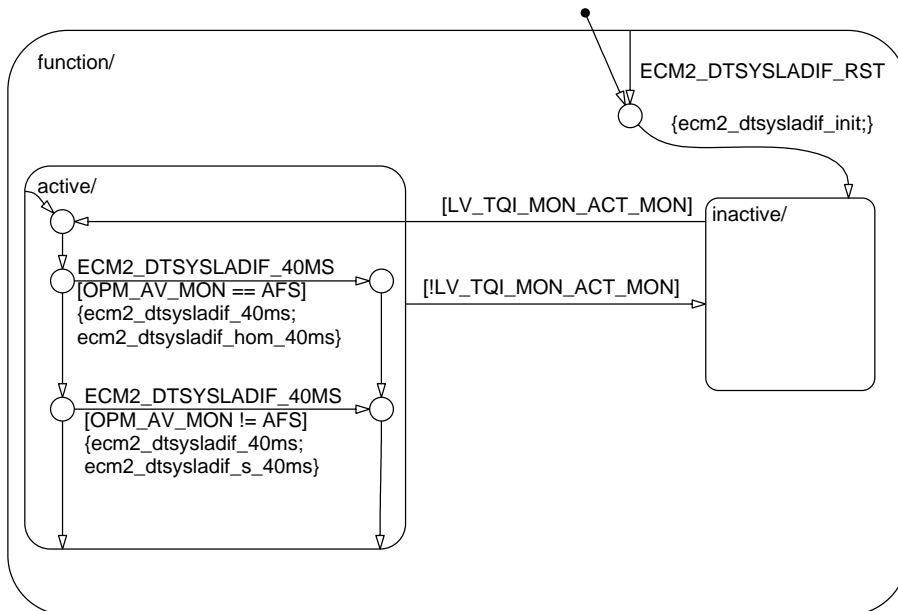 function/
ECM2_DTSYSLADIF_RST
{ecm2_dtsysladif_init;}
active/
[LV_TQI_MON_ACT_MON]
inactive/
ECM2_DTSYSLADIF_40MS
[OPM_AV_MON == AFS]
{ecm2_dtsysladif_40ms;
ecm2_dtsysladif_hom_40ms}
[!LV_TQI_MON_ACT_MON]
ECM2_DTSYSLADIF_40MS
[OPM_AV_MON != AFS]
{ecm2_dtsysladif_40ms;
ecm2_dtsysladif_s_40ms}